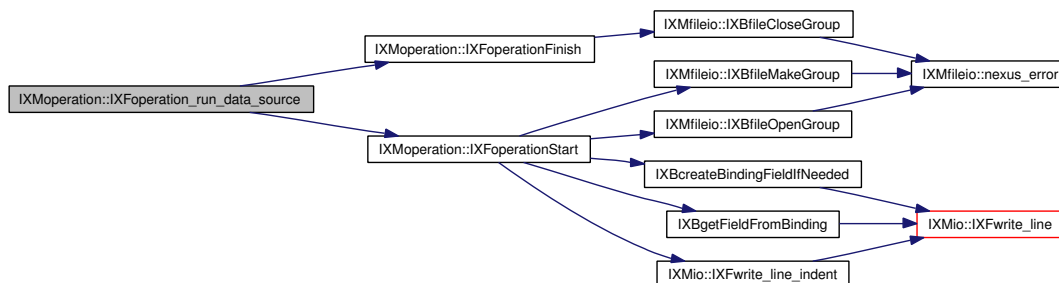 IXMoperation::IXFoperation_run_data_source
IXMoperation::IXFoperationFinish
IXMoperation::IXFoperationStart
IXMfileio::IXBfileCloseGroup
IXMfileio::IXBfileMakeGroup
IXMfileio::IXBfileOpenGroup
IXBcreateBindingFieldIfNeeded
IXBgetFieldFromBinding
IXMio::IXFwrite_line_indent
IXMfileio::nexus_error
IXMio::IXFwrite_line